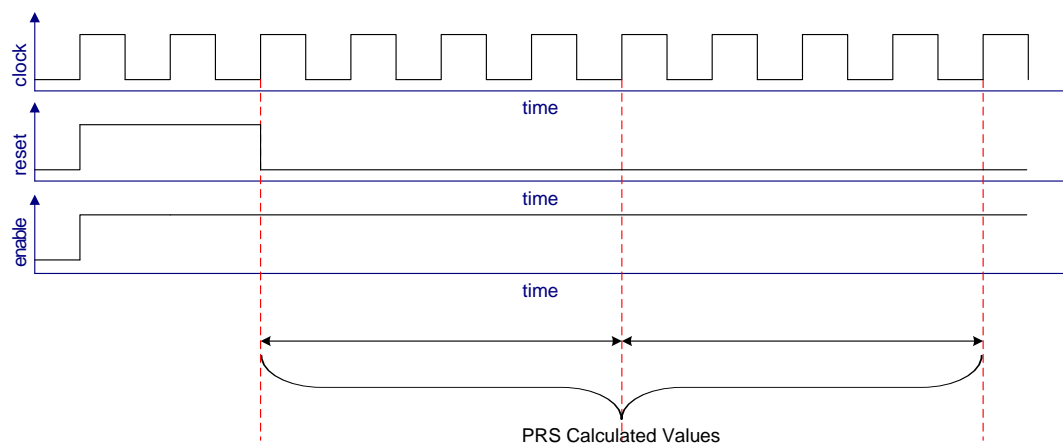 clock
time
reset
time
enable
time
PRS Calculated Values